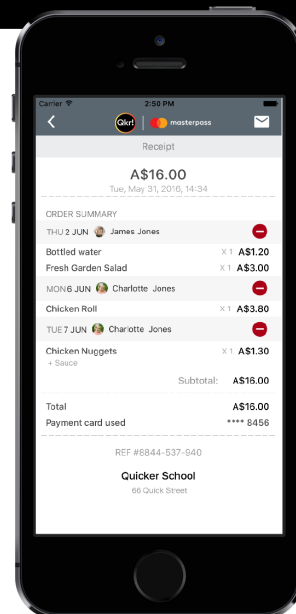 Carrier 2:50 PM
Qkr! masterpass
Receipt
A$16.00
Tue, May 31, 2016, 14:34
ORDER SUMMARY
THU 2 JUN James Jones
Bottled water X 1 A$1.20
Fresh Garden Salad X 1 A$3.00
MON 6 JUN Charlotte Jones
Chicken Roll X 1 A$3.80
TUE 7 JUN Charlotte Jones
Chicken Nuggets X 1 A$1.30
+ Sauce
Subtotal: A$16.00
Total A$16.00
Payment card used **** 8456
REF #6844-537-940
Quicker School
66 Quick Street